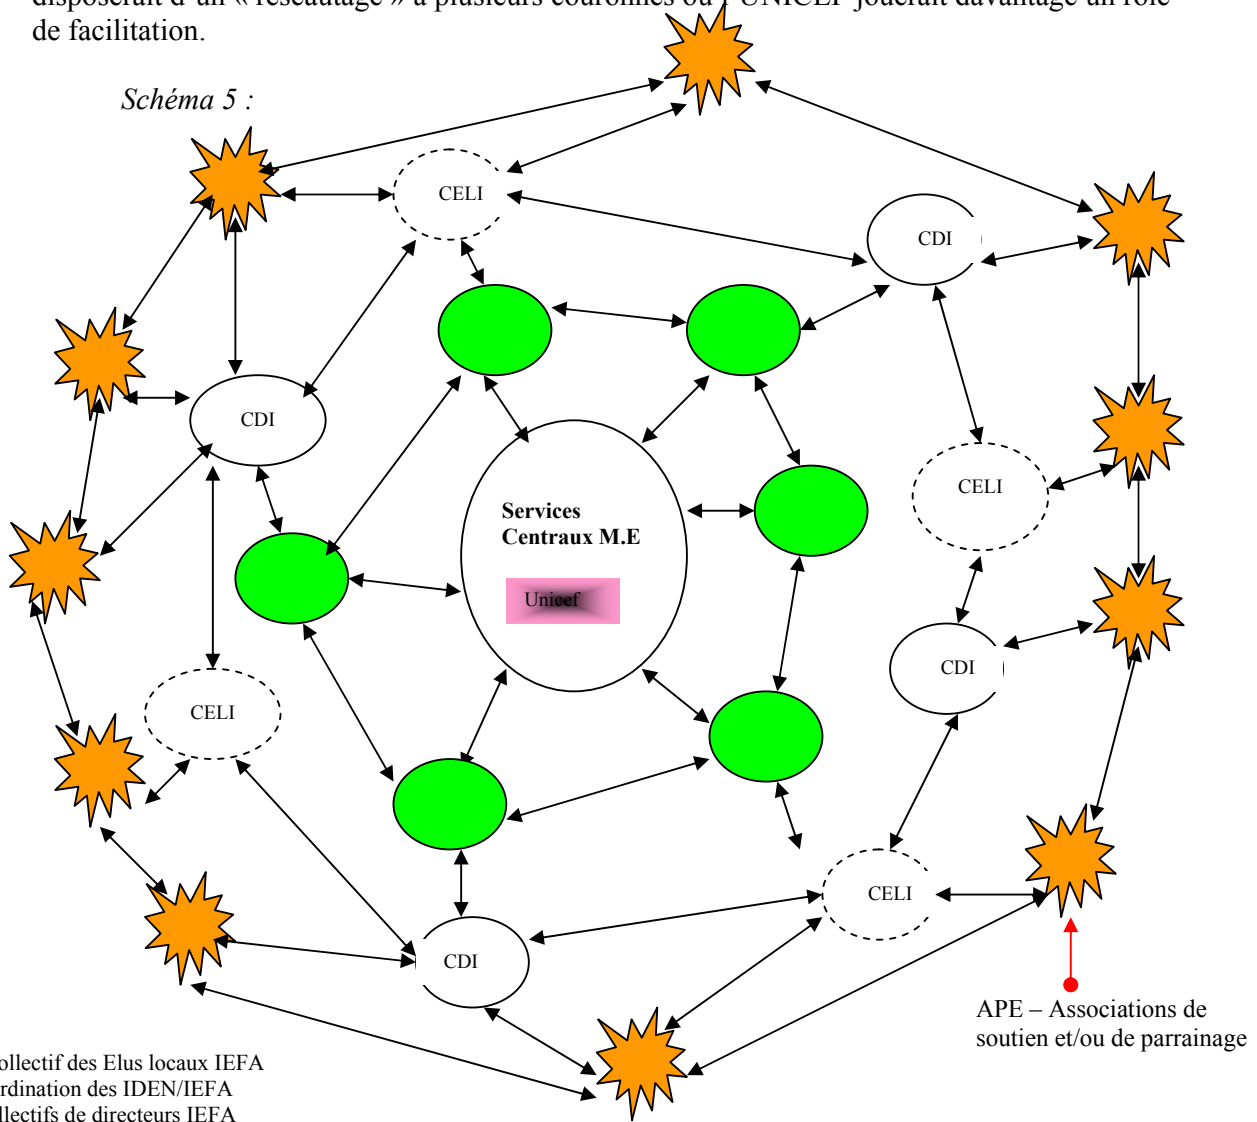 de facilitation.
Schéma 5 :
CELI
CDI
CDI
CELI
Services
Centraux M.E
Unicef
CDI
CELI
CELI
CDI
APE – Associations de
soutien et/ou de parrainage
ollectif des Elus locaux IEFA
rdination des IDEN/IEFA
llectifs de directeurs IEFA